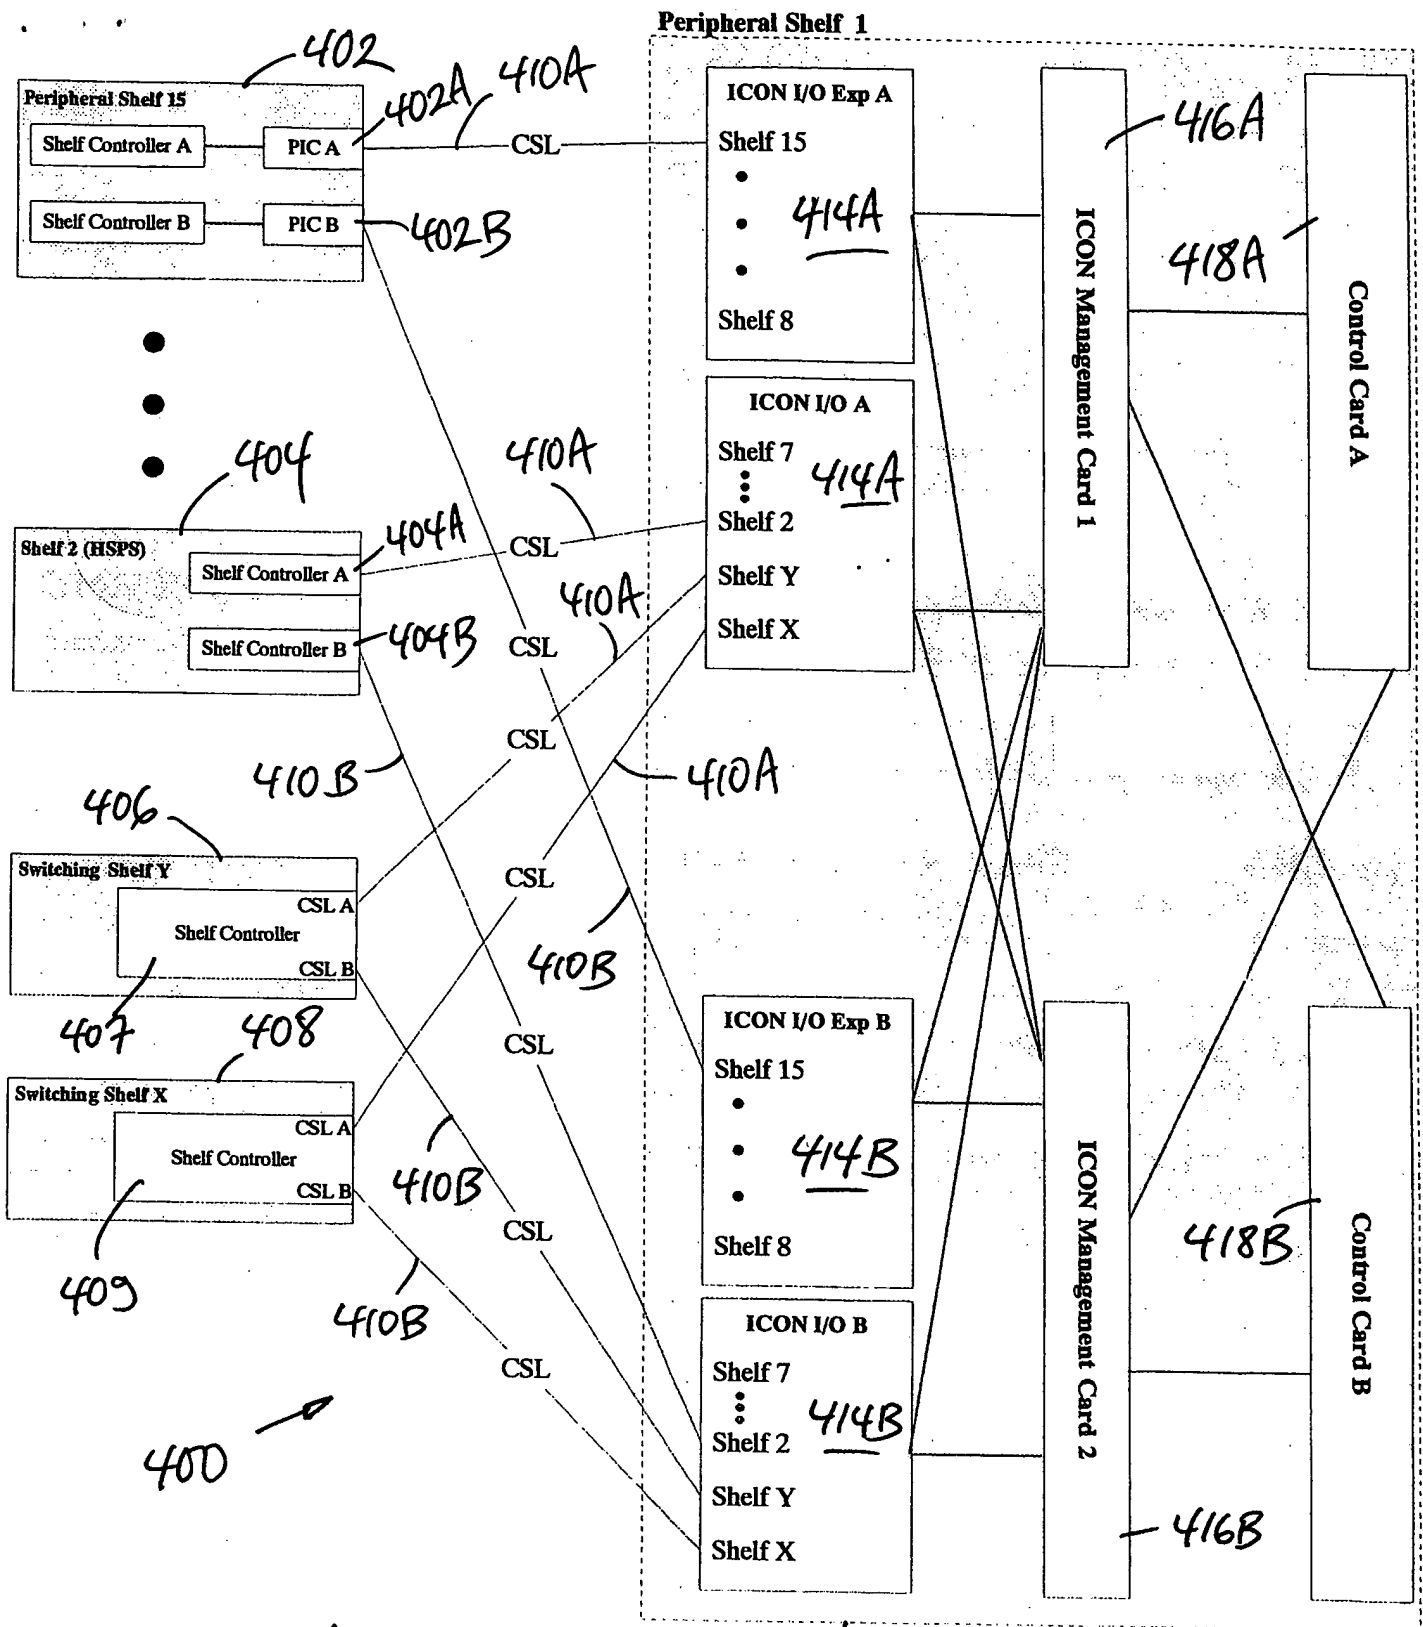 Peripheral Shelf 1
402
410A
Peripheral Shelf 15
402A
Shelf Controller A
PIC A
CSL
Shelf Controller B
PIC B
402B
ICON I/O Exp A
Shelf 15
414A
Shelf 8
416A
ICON Management Card 1
418A
Control Card A
ICON I/O A
Shelf 7
414A
Shelf 2
Shelf Y
Shelf X
404
410A
Shelf 2 (HSPS)
404A
Shelf Controller A
CSL
410A
Shelf Controller B
404B
CSL
CSL
410B
410A
406
Switching Shelf Y
CSL A
Shelf Controller
CSL B
CSL
410B
407
408
CSL
Switching Shelf X
CSL A
Shelf Controller
CSL B
410B
409
CSL
410B
CSL
400
ICON I/O Exp B
Shelf 15
414B
Shelf 8
ICON I/O B
Shelf 7
414B
Shelf 2
Shelf Y
Shelf X
ICON Management Card 2
416B
418B
Control Card B